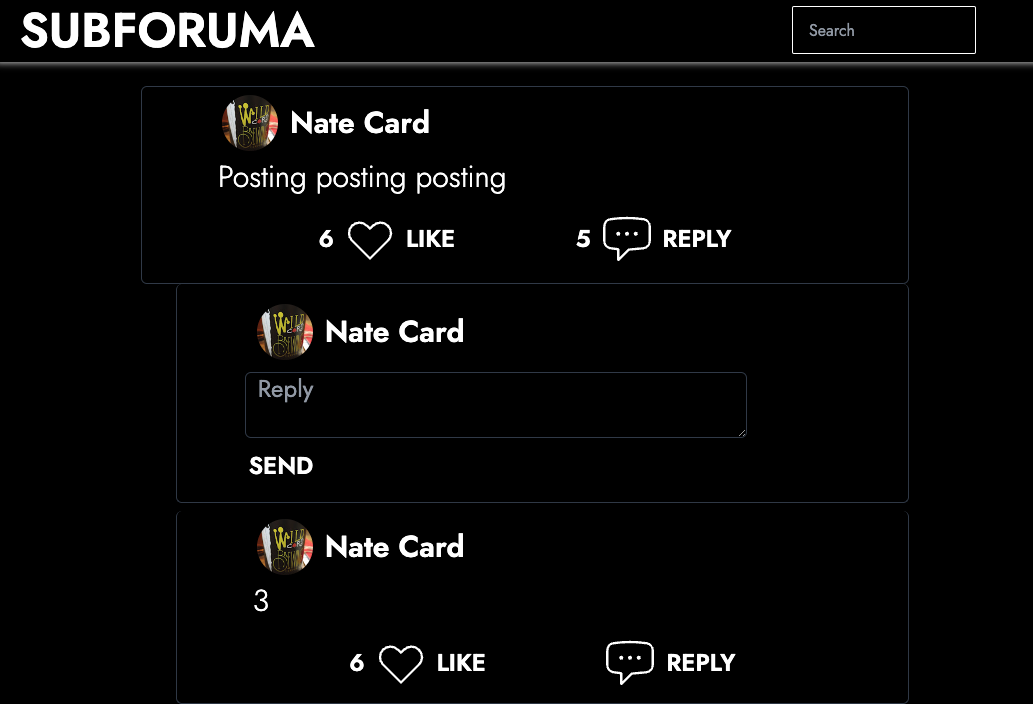 SUBFORUMA
Search
Nate Card
Posting posting posting
6 LIKE 5 REPLY
Nate Card
Reply
SEND
Nate Card
3
6 LIKE REPLY